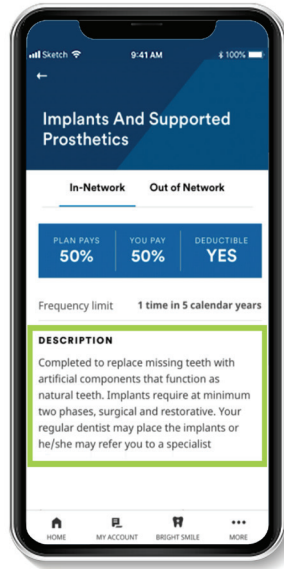 Sketch 9:41 AM 100%
Implants And Supported
Prosthetics
In-Network Out of Network
PLAN PAYS YOU PAY DEDUCTIBLE
50% 50% YES
Frequency limit 1 time in 5 calendar years
DESCRIPTION
Completed to replace missing teeth with
artificial components that function as
natural teeth. Implants require at minimum
two phases, surgical and restorative. Your
regular dentist may place the implants or
he/she may refer you to a specialist
HOME MY ACCOUNT BRIGHT SMILE MORE